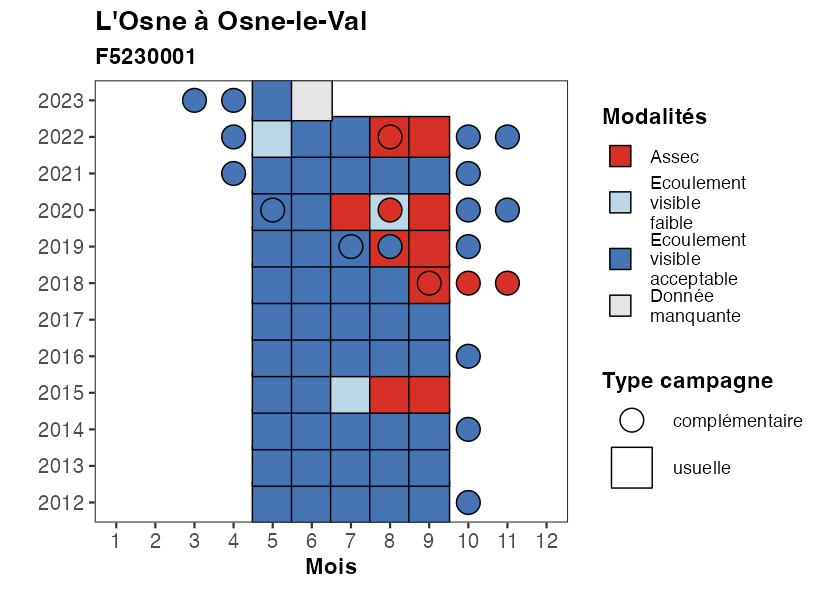 L'Osne à Osne-le-Val
F5230001
2023
2022
2021
2020
2019
2018
2017
2016
2015
2014
2013
2012
1 2 3 4 5 6 7 8 9 10 11 12
Mois
Modalités
Assec
Ecoulement
visible
faible
Ecoulement
visible
acceptable
Donnée
manquante
Type campagne
complémentaire
usuelle